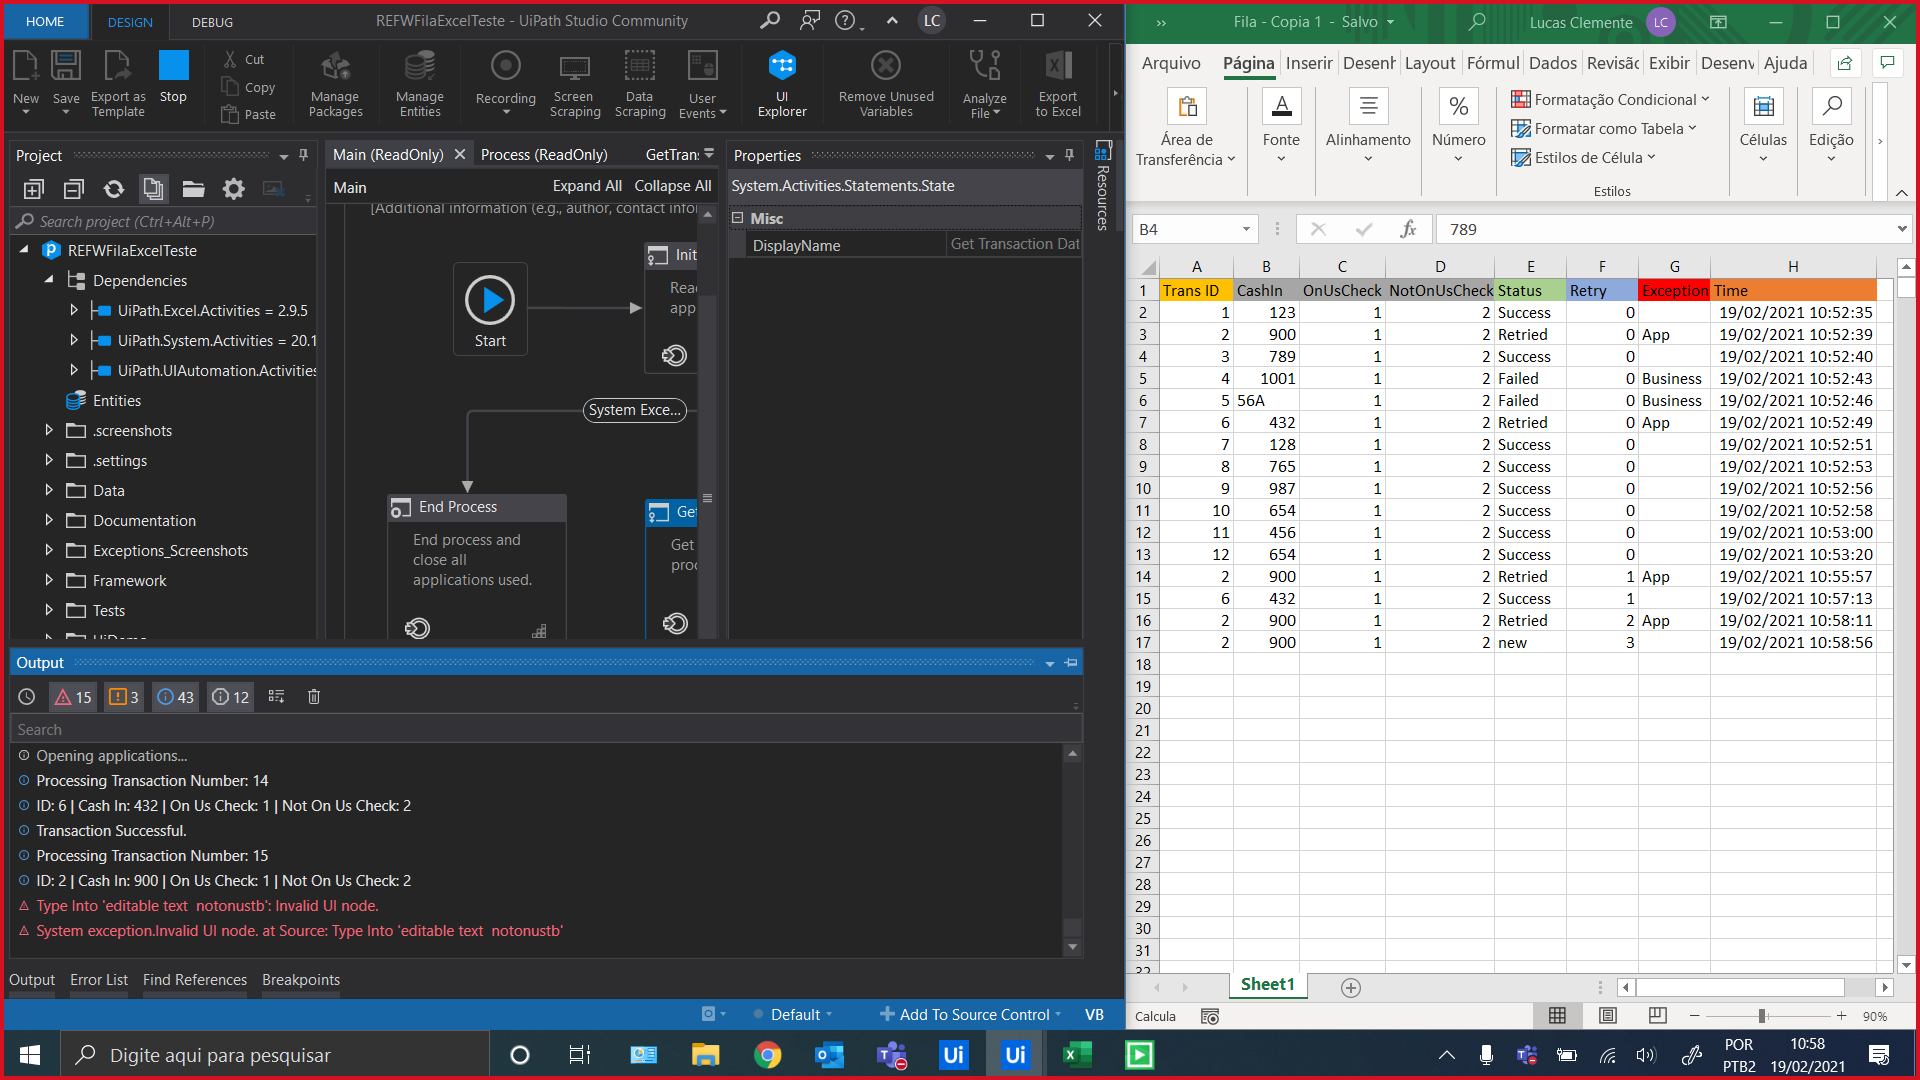 HOME
DESIGN
DEBUG
REFWFilaExcelTeste - UiPath Studio Community
LC
New
Save
Export as Template
Stop
Cut
Copy
Paste
Manage Packages
Manage Entities
Recording
Screen Scraping
Data Scraping
User Events
UI Explorer
Remove Unused Variables
Analyze File
Export to Excel
Project
Search project (Ctrl+Alt+P)
REFWFilaExcelTeste
Dependencies
UiPath.Excel.Activities = 2.9.5
UiPath.System.Activities = 20.1
UiPath.UIAutomation.Activities
Entities
.screenshots
.settings
Data
Documentation
Exceptions_Screenshots
Framework
Tests
Main (ReadOnly)
Process (ReadOnly)
GetTrans
Main
Expand All
Collapse All
[Additional information (e.g., author, contact info
Start
Init
Reac
app
System Exce...
End Process
End process and
close all
applications used.
Get
Get
proc
Properties
System.Activities.Statements.State
Misc
DisplayName
Get Transaction Dat
Resources
Output
15
3
43
12
Search
Opening applications...
Processing Transaction Number: 14
ID: 6 | Cash In: 432 | On Us Check: 1 | Not On Us Check: 2
Transaction Successful.
Processing Transaction Number: 15
ID: 2 | Cash In: 900 | On Us Check: 1 | Not On Us Check: 2
Type Into 'editable text  notonustb': Invalid UI node.
System exception.Invalid UI node. at Source: Type Into 'editable text  notonustb'
Output
Error List
Find References
Breakpoints
Default
Add To Source Control
VB
Fila - Copia 1 - Salvo
Lucas Clemente
LC
Arquivo Página Inserir Desenh Layout Fórmul Dados Revisão Exibir Desenv Ajuda
Área de Transferência
Fonte
Alinhamento
%
Número
Formatação Condicional
Formatar como Tabela
Estilos de Célula
Estilos
Células
Edição
B4
fx
789
A B C D E F G H
1 Trans ID CashIn OnUsCheck NotOnUsCheck Status Retry Exception Time
2 1 123 1 2 Success 0 19/02/2021 10:52:35
3 2 900 1 2 Retried 0 App 19/02/2021 10:52:39
4 3 789 1 2 Success 0 19/02/2021 10:52:40
5 4 1001 1 2 Failed 0 Business 19/02/2021 10:52:43
6 5 56A 1 2 Failed 0 Business 19/02/2021 10:52:46
7 6 432 1 2 Retried 0 App 19/02/2021 10:52:49
8 7 128 1 2 Success 0 19/02/2021 10:52:51
9 8 765 1 2 Success 0 19/02/2021 10:52:53
10 9 987 1 2 Success 0 19/02/2021 10:52:56
11 10 654 1 2 Success 0 19/02/2021 10:52:58
12 11 456 1 2 Success 0 19/02/2021 10:53:00
13 12 654 1 2 Success 0 19/02/2021 10:53:20
14 2 900 1 2 Retried 1 App 19/02/2021 10:55:57
15 6 432 1 2 Success 1 19/02/2021 10:57:13
16 2 900 1 2 Retried 2 App 19/02/2021 10:58:11
17 2 900 1 2 new 3 19/02/2021 10:58:56
18
19
20
21
22
23
24
25
26
27
28
29
30
31
32
Sheet1
Calcula
90%
Digite aqui para pesquisar
Ui
Ui
POR
PTB2
10:58
19/02/2021